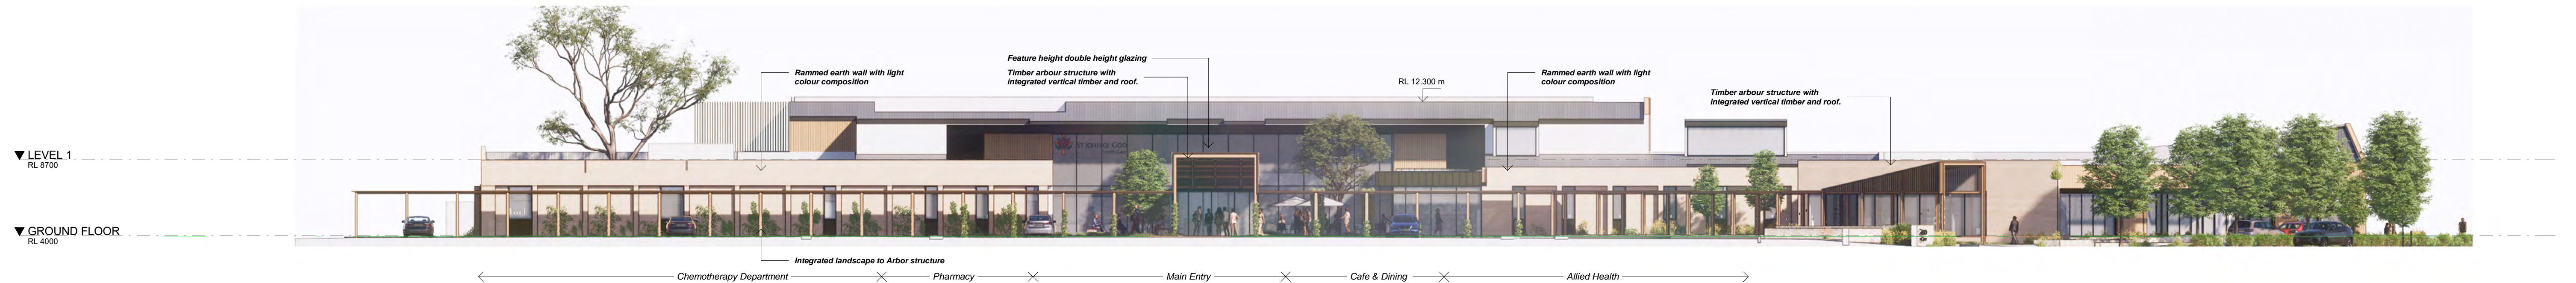 Feature height double height glazing
Rammed earth wall with light
colour composition
Timber arbour structure with
integrated vertical timber and roof.
RL 12.300 m
Rammed earth wall with light
colour composition
Timber arbour structure with
integrated vertical timber and roof.
LEVEL 1
RL 8700
GROUND FLOOR
RL 4000
Integrated landscape to Arbor structure
Chemotherapy Department
Pharmacy
Main Entry
Cafe & Dining
Allied Health